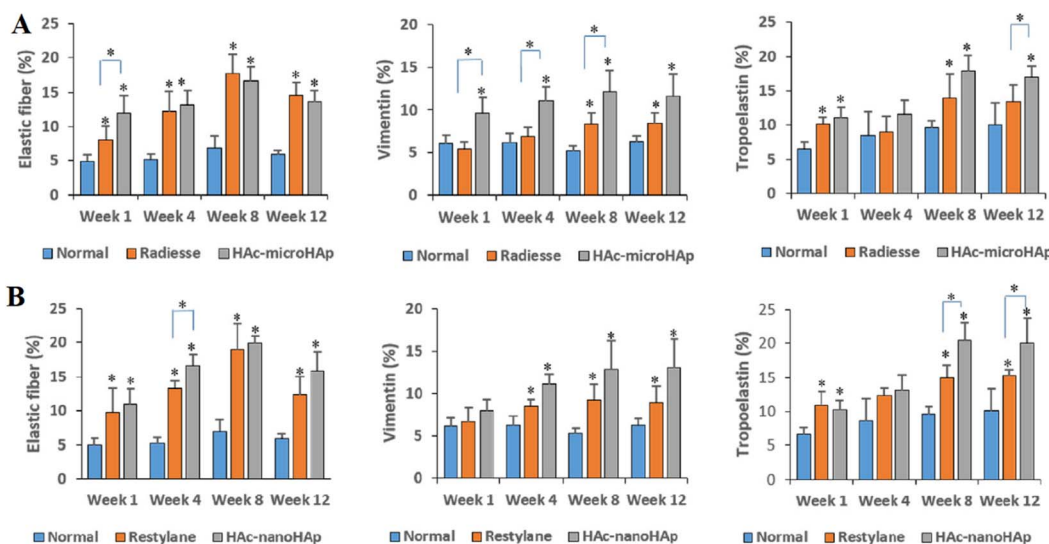 A
Elastic fiber (%)
25
20
15
10
5
0
* * * * * * * * *
Week 1 Week 4 Week 8 Week 12
Normal Radiesse HAc-microHAp
Vimentin (%)
20
15
10
5
0
* * * * * * * * *
Week 1 Week 4 Week 8 Week 12
Normal Radiesse HAc-microHAp
Tropoelastin (%)
25
20
15
10
5
0
* * * * * * *
Week 1 Week 4 Week 8 Week 12
Normal Radiesse HAc-microHAp
B
Elastic fiber (%)
25
20
15
10
5
0
* * * * * * * * *
Week 1 Week 4 Week 8 Week 12
Normal Restylane HAc-nanoHAp
Vimentin (%)
20
15
10
5
0
* * * * * *
Week 1 Week 4 Week 8 Week 12
Normal Restylane HAc-nanoHAp
Tropoelastin (%)
25
20
15
10
5
0
* * * * * * * *
Week 1 Week 4 Week 8 Week 12
Normal Restylane HAc-nanoHAp